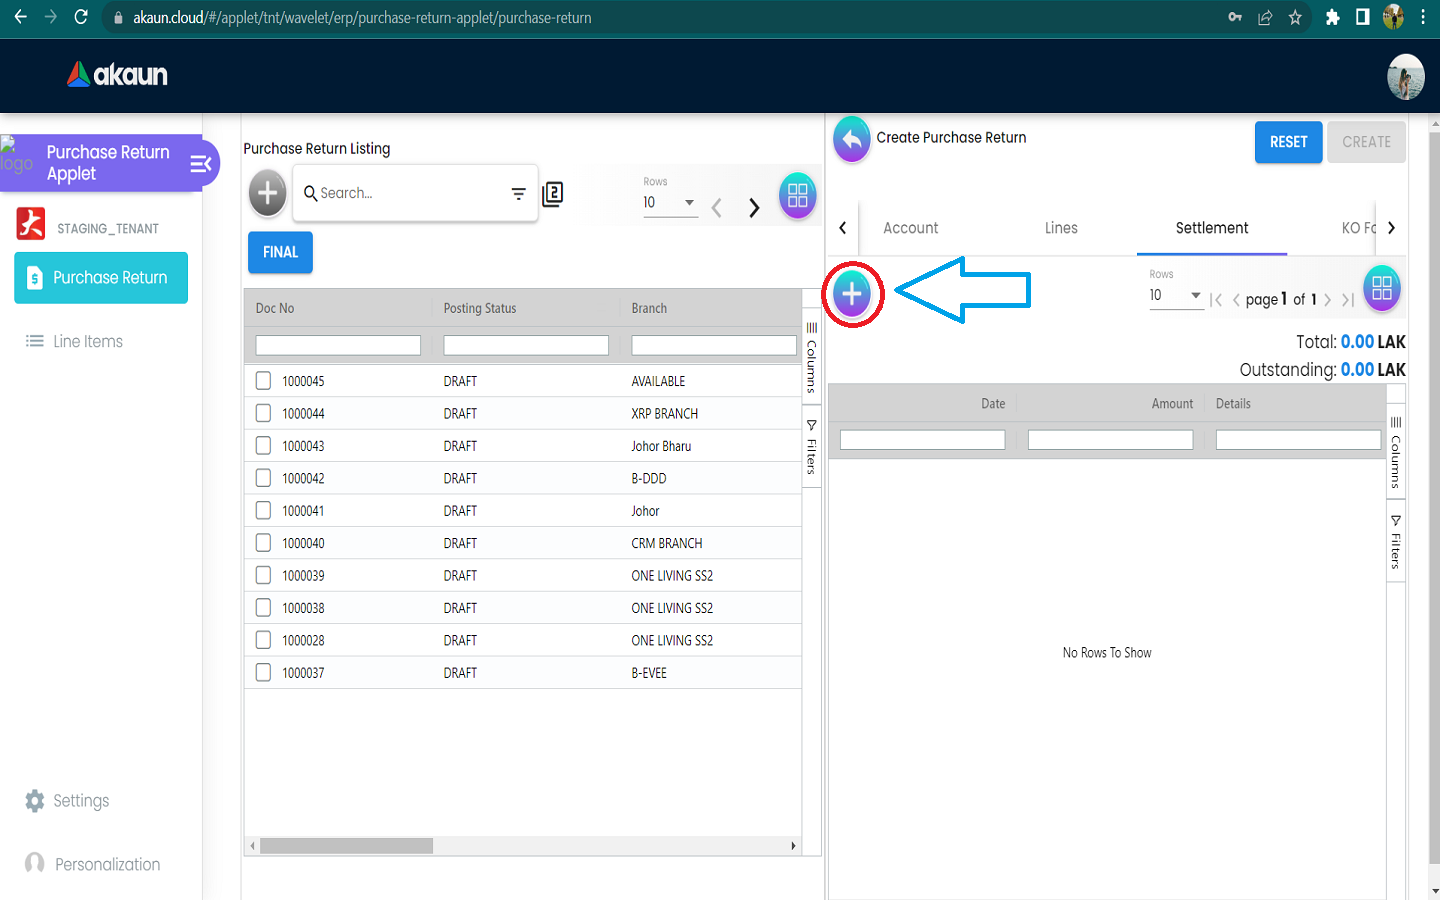 akaun.cloud/#/applet/tnt/wavelet/erp/purchase-return-applet/purchase-return
akaun
logo
Purchase Return
Applet
STAGING_TENANT
Purchase Return
Line Items
Settings
Personalization
Purchase Return Listing
Search...
2
Rows
10
FINAL
Doc No Posting Status Branch
1000045 DRAFT AVAILABLE
1000044 DRAFT XRP BRANCH
1000043 DRAFT Johor Bharu
1000042 DRAFT B-DDD
1000041 DRAFT Johor
1000040 DRAFT CRM BRANCH
1000039 DRAFT ONE LIVING SS2
1000038 DRAFT ONE LIVING SS2
1000028 DRAFT ONE LIVING SS2
1000037 DRAFT B-EVEE
Columns
Filters
Create Purchase Return
RESET
CREATE
Account Lines Settlement KO Fo
Rows
10
page 1 of 1
Total: 0.00 LAK
Outstanding: 0.00 LAK
Date Amount Details
No Rows To Show
Columns
Filters